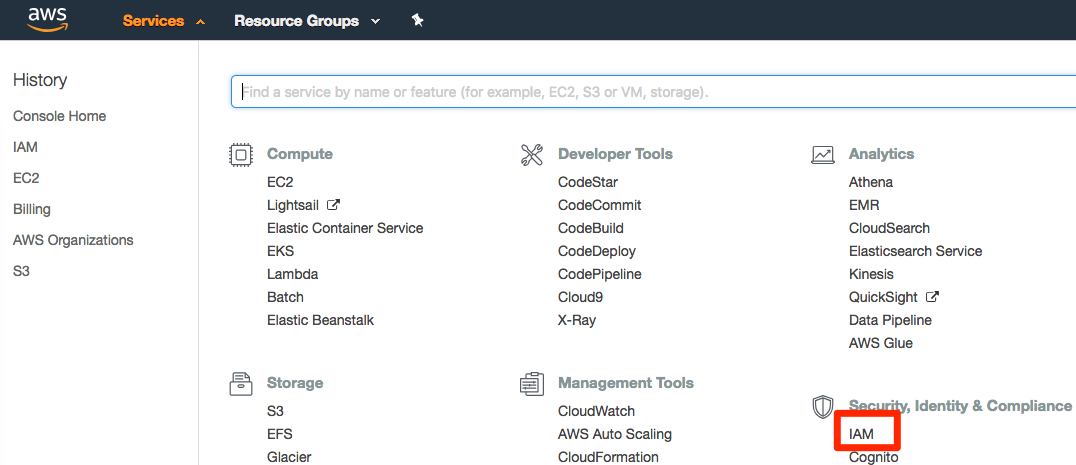 aws
Services
Resource Groups
History
Console Home
IAM
EC2
Billing
AWS Organizations
S3
Find a service by name or feature (for example, EC2, S3 or VM, storage).
Compute
EC2
Lightsail
Elastic Container Service
EKS
Lambda
Batch
Elastic Beanstalk
Storage
S3
EFS
Glacier
Developer Tools
CodeStar
CodeCommit
CodeBuild
CodeDeploy
CodePipeline
Cloud9
X-Ray
Management Tools
CloudWatch
AWS Auto Scaling
CloudFormation
Analytics
Athena
EMR
CloudSearch
Elasticsearch Service
Kinesis
QuickSight
Data Pipeline
AWS Glue
Security, Identity & Compliance
IAM
Cognito